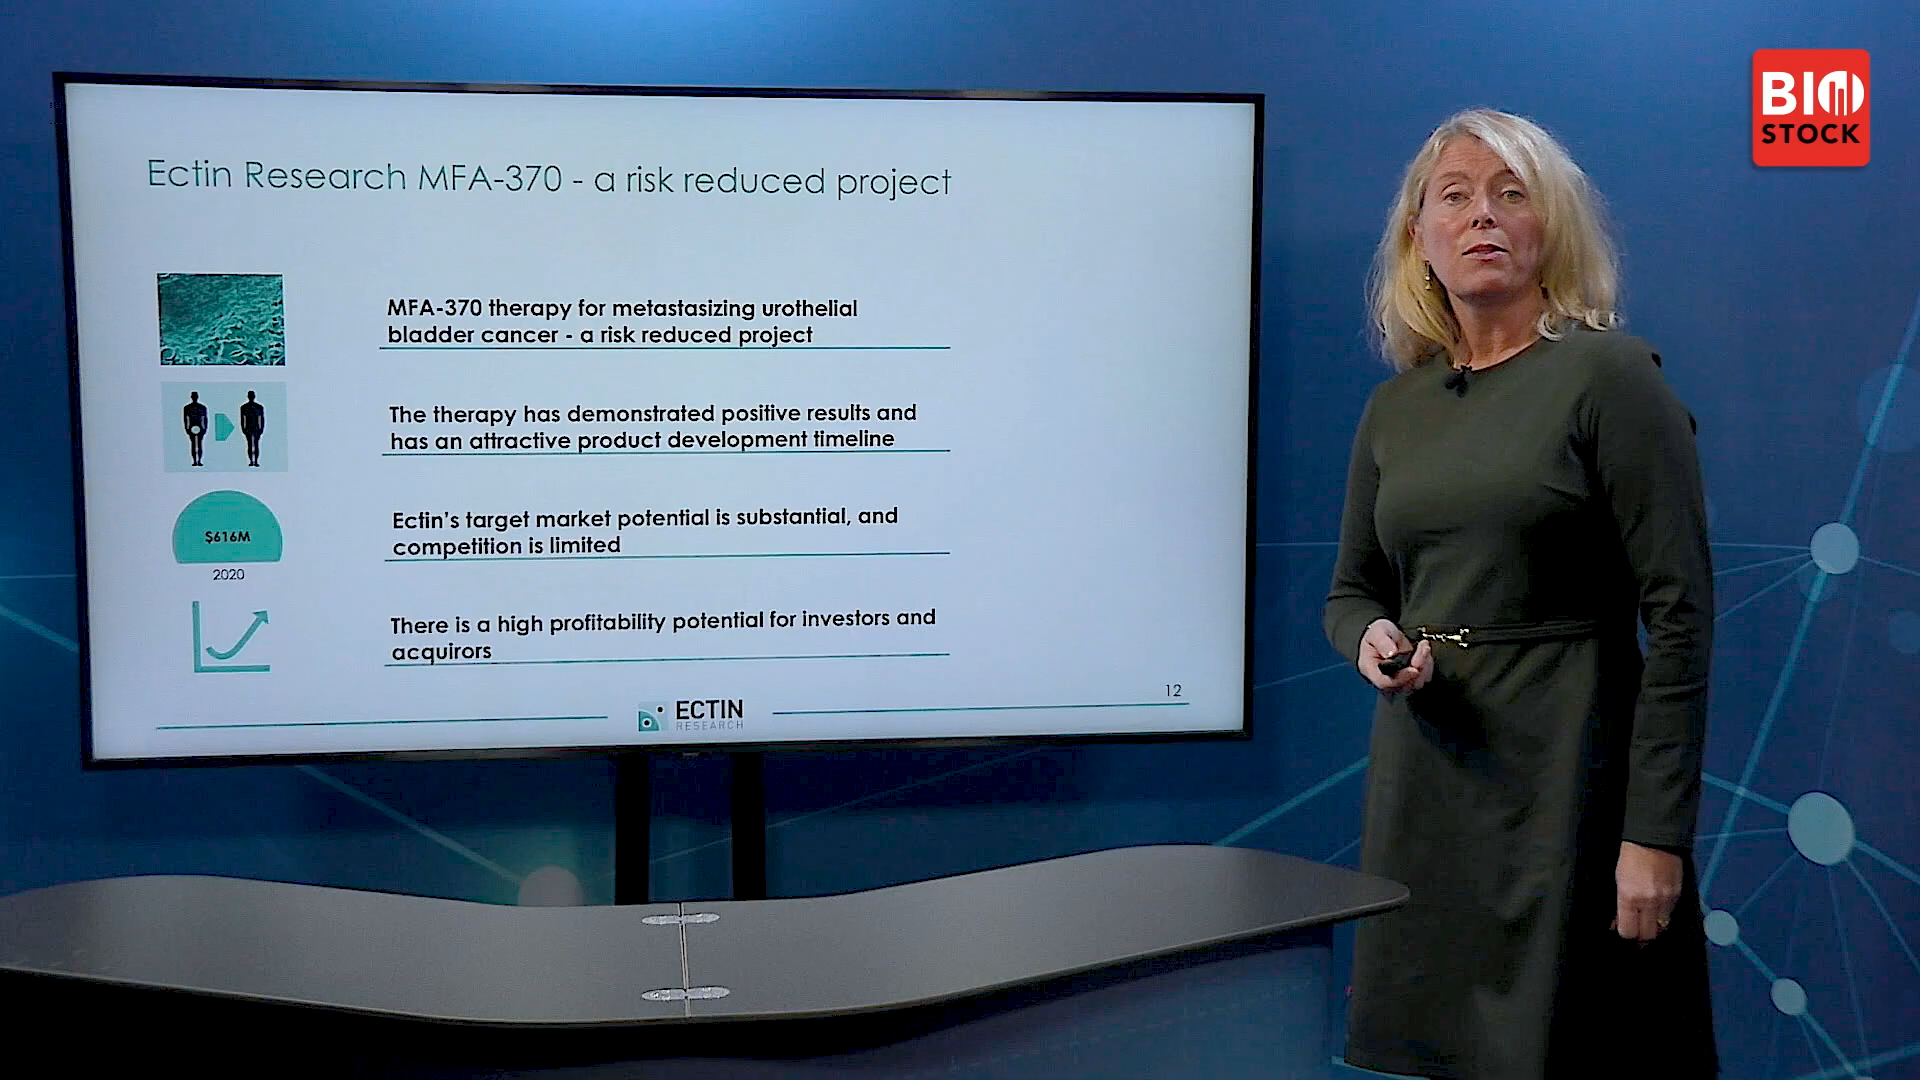 BIO
STOCK
Ectin Research MFA-370 - a risk reduced project
MFA-370 therapy for metastasizing urothelial
bladder cancer - a risk reduced project
The therapy has demonstrated positive results and
has an attractive product development timeline
$616M
2020
Ectin's target market potential is substantial, and
competition is limited
There is a high profitability potential for investors and
acquirors
12
ECTIN
RESEARCH